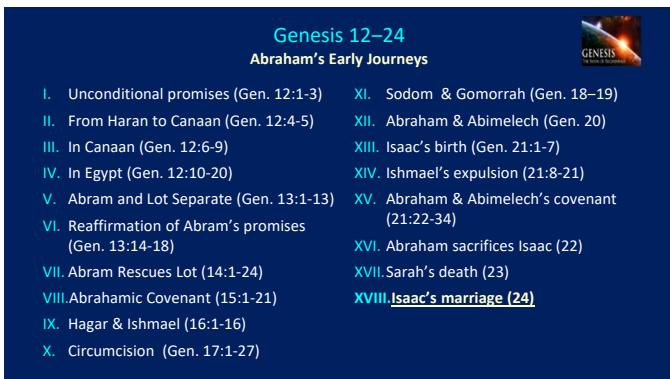 Genesis 12–24
Abraham's Early Journeys
GENESIS
I. Unconditional promises (Gen. 12:1-3)
II. From Haran to Canaan (Gen. 12:4-5)
III. In Canaan (Gen. 12:6-9)
IV. In Egypt (Gen. 12:10-20)
V. Abram and Lot Separate (Gen. 13:1-13)
VI. Reaffirmation of Abram's promises
(Gen. 13:14-18)
VII. Abram Rescues Lot (14:1-24)
VIII.Abrahamic Covenant (15:1-21)
IX. Hagar & Ishmael (16:1-16)
X. Circumcision (Gen. 17:1-27)
XI. Sodom & Gomorrah (Gen. 18–19)
XII. Abraham & Abimelech (Gen. 20)
XIII. Isaac's birth (Gen. 21:1-7)
XIV. Ishmael's expulsion (21:8-21)
XV. Abraham & Abimelech's covenant
(21:22-34)
XVI. Abraham sacrifices Isaac (22)
XVII. Sarah's death (23)
XVIII. Isaac's marriage (24)